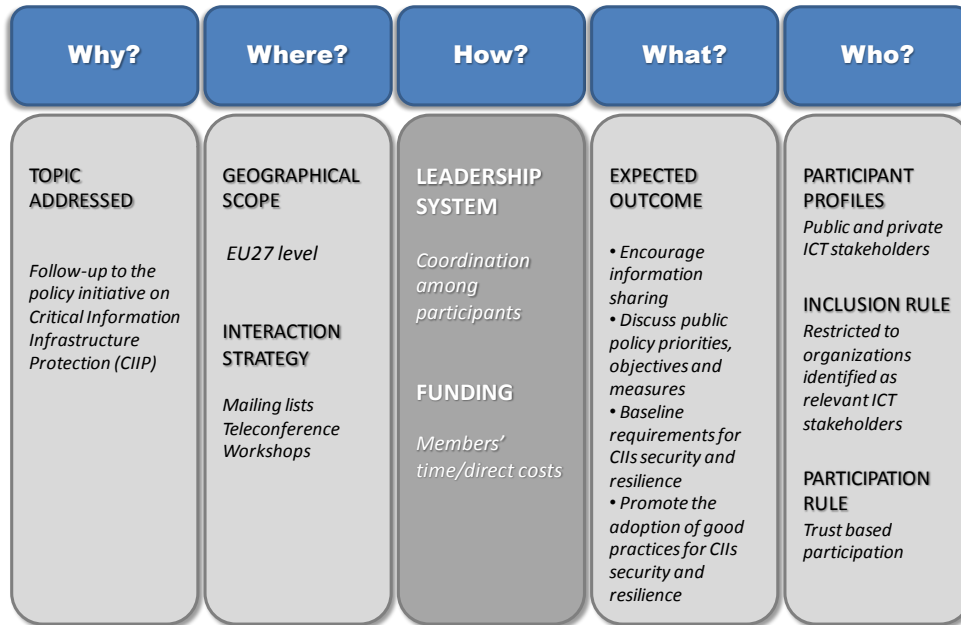 Why?
Where?
How?
What?
Who?
TOPIC
ADDRESSED
Follow-up to the
policy initiative on
Critical Information
Infrastructure
Protection (CIIP)
GEOGRAPHICAL
SCOPE
EU27 level
INTERACTION
STRATEGY
Mailing lists
Teleconference
Workshops
LEADERSHIP
SYSTEM
Coordination
among
participants
FUNDING
Members'
time/direct costs
EXPECTED
OUTCOME
• Encourage
information
sharing
• Discuss public
policy priorities,
objectives and
measures
• Baseline
requirements for
CIIs security and
resilience
• Promote the
adoption of good
practices for CIIs
security and
resilience
PARTICIPANT
PROFILES
Public and private
ICT stakeholders
INCLUSION RULE
Restricted to
organizations
identified as
relevant ICT
stakeholders
PARTICIPATION
RULE
Trust based
participation